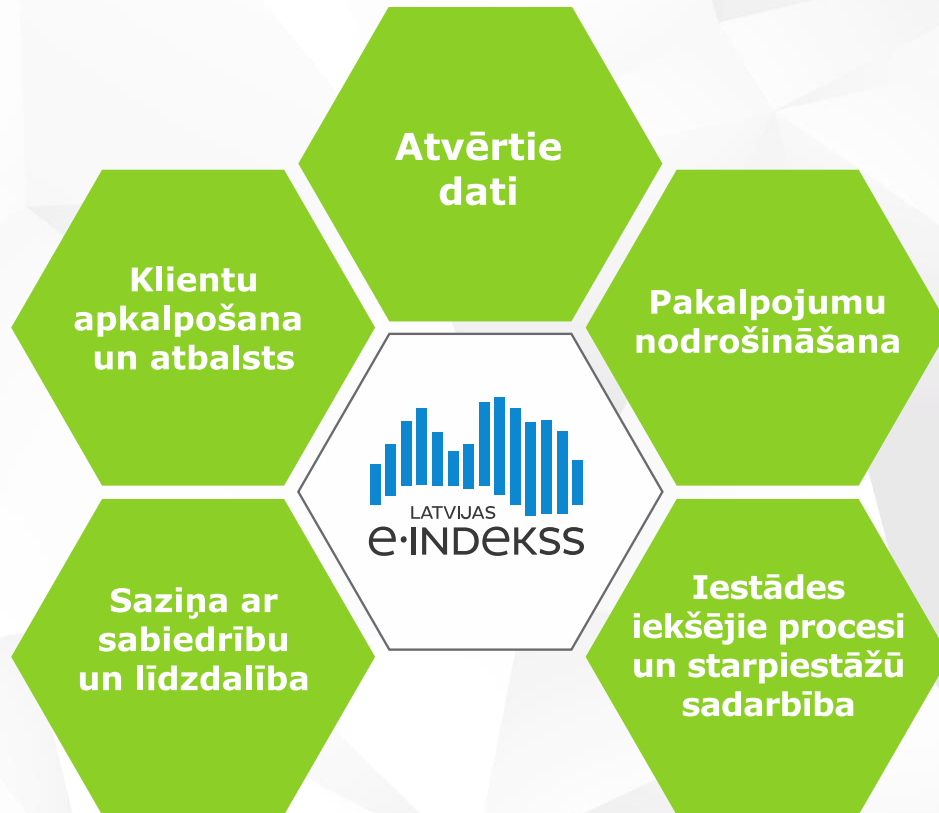 Atvērtie
dati
Klientu
apkalpošana
un atbalsts
Pakalpojumu
nodrošināšana
LATVIJAS
e·INDeKSS
Saziņa ar
sabiedrību
un līdzdalība
Iestādes
iekšējie procesi
un starpiestāžū
sadarbība